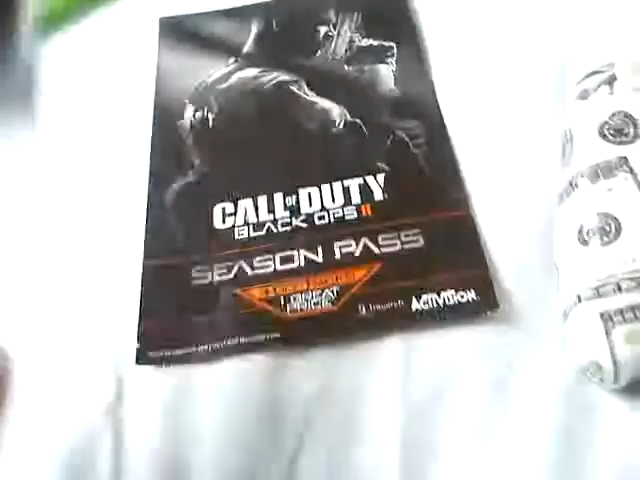 CALL OF DUTY
BLACK OPS II
SEASON PASS
1 GREAT
PRICE
Treyarch ACTIVISION